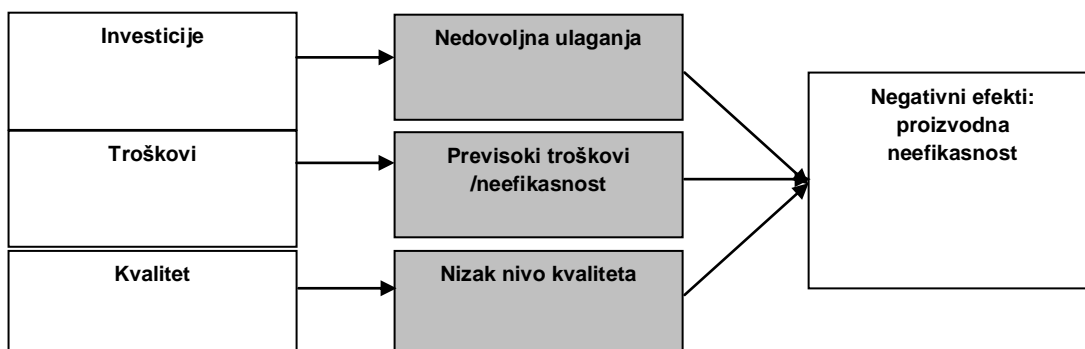 Investicije
Nedovoljna ulaganja
Negativni efekti:
proizvodna
neefikasnost
Troškovi
Previsoki troškovi
/neefikasnost
Kvalitet
Nizak nivo kvaliteta